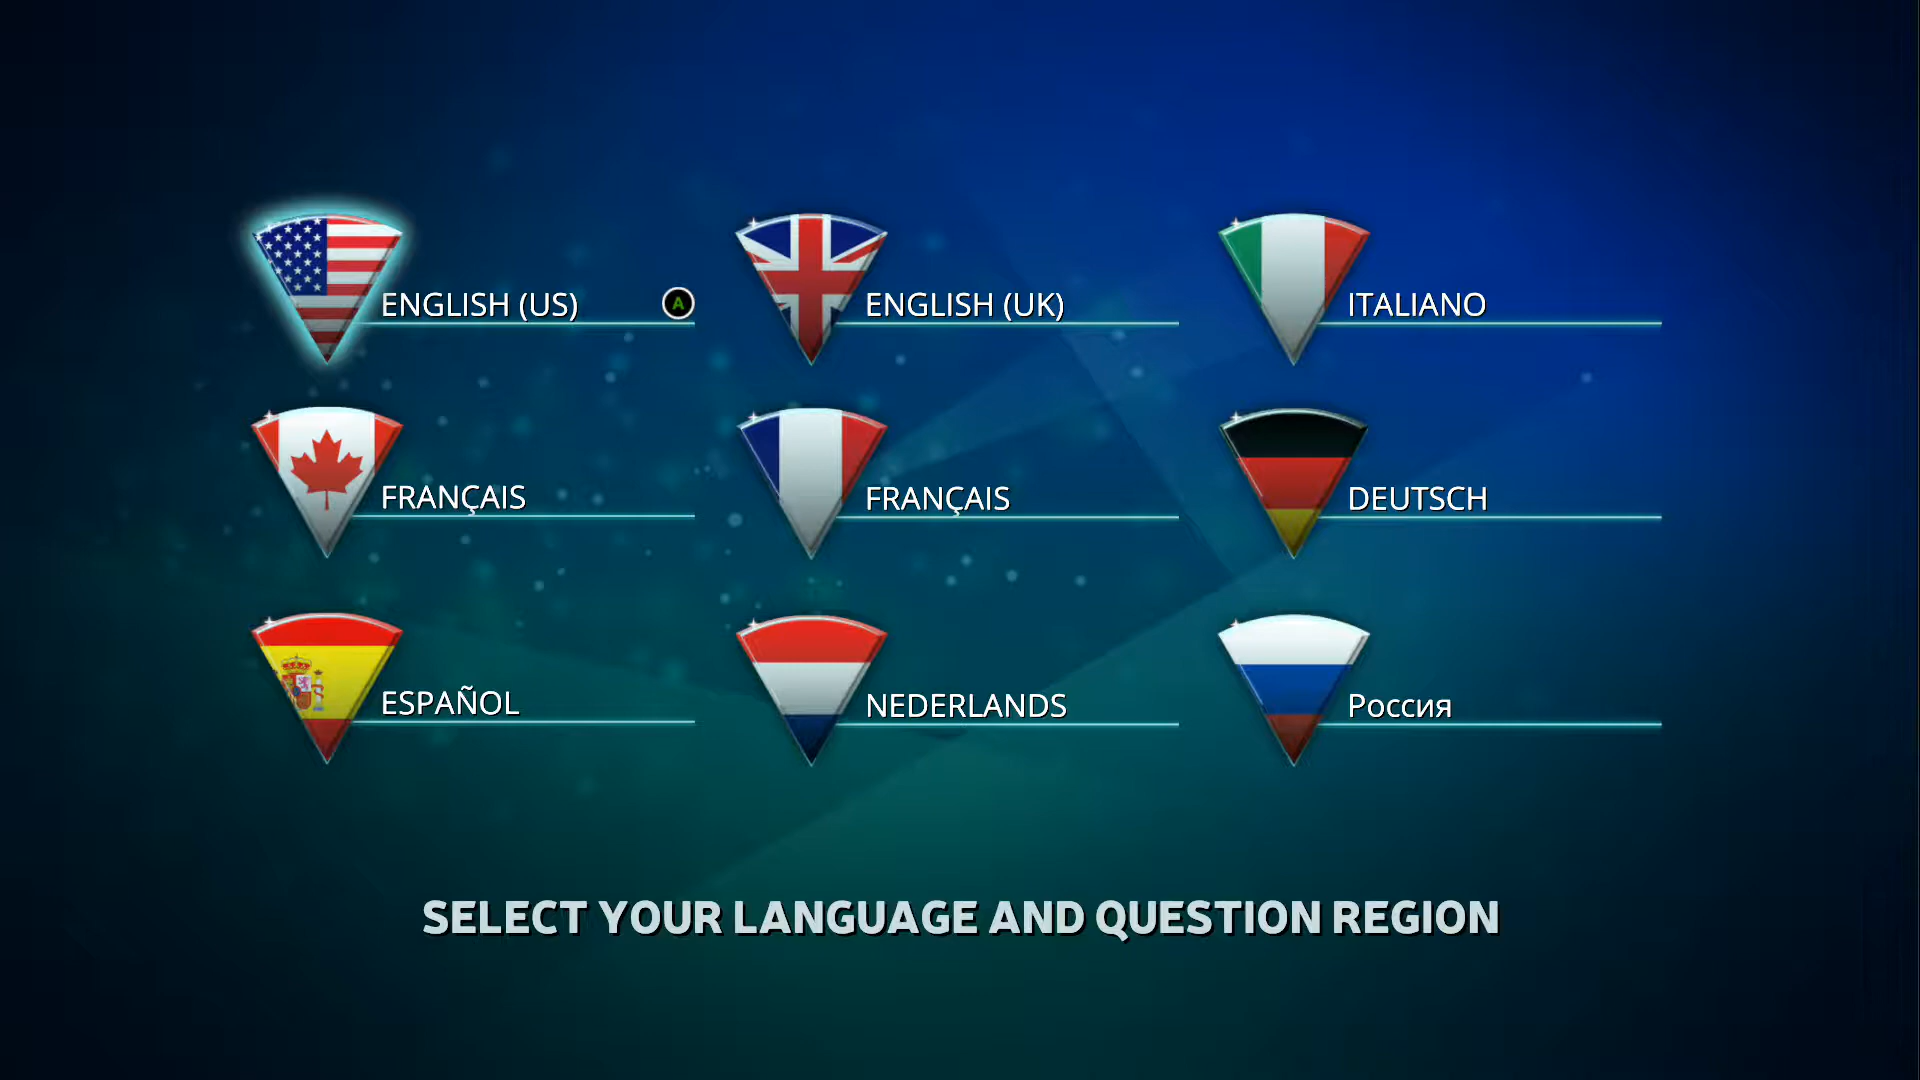 ENGLISH (US)
A
ENGLISH (UK)
ITALIANO
FRANÇAIS
FRANÇAIS
DEUTSCH
ESPAÑOL
NEDERLANDS
Россия
SELECT YOUR LANGUAGE AND QUESTION REGION